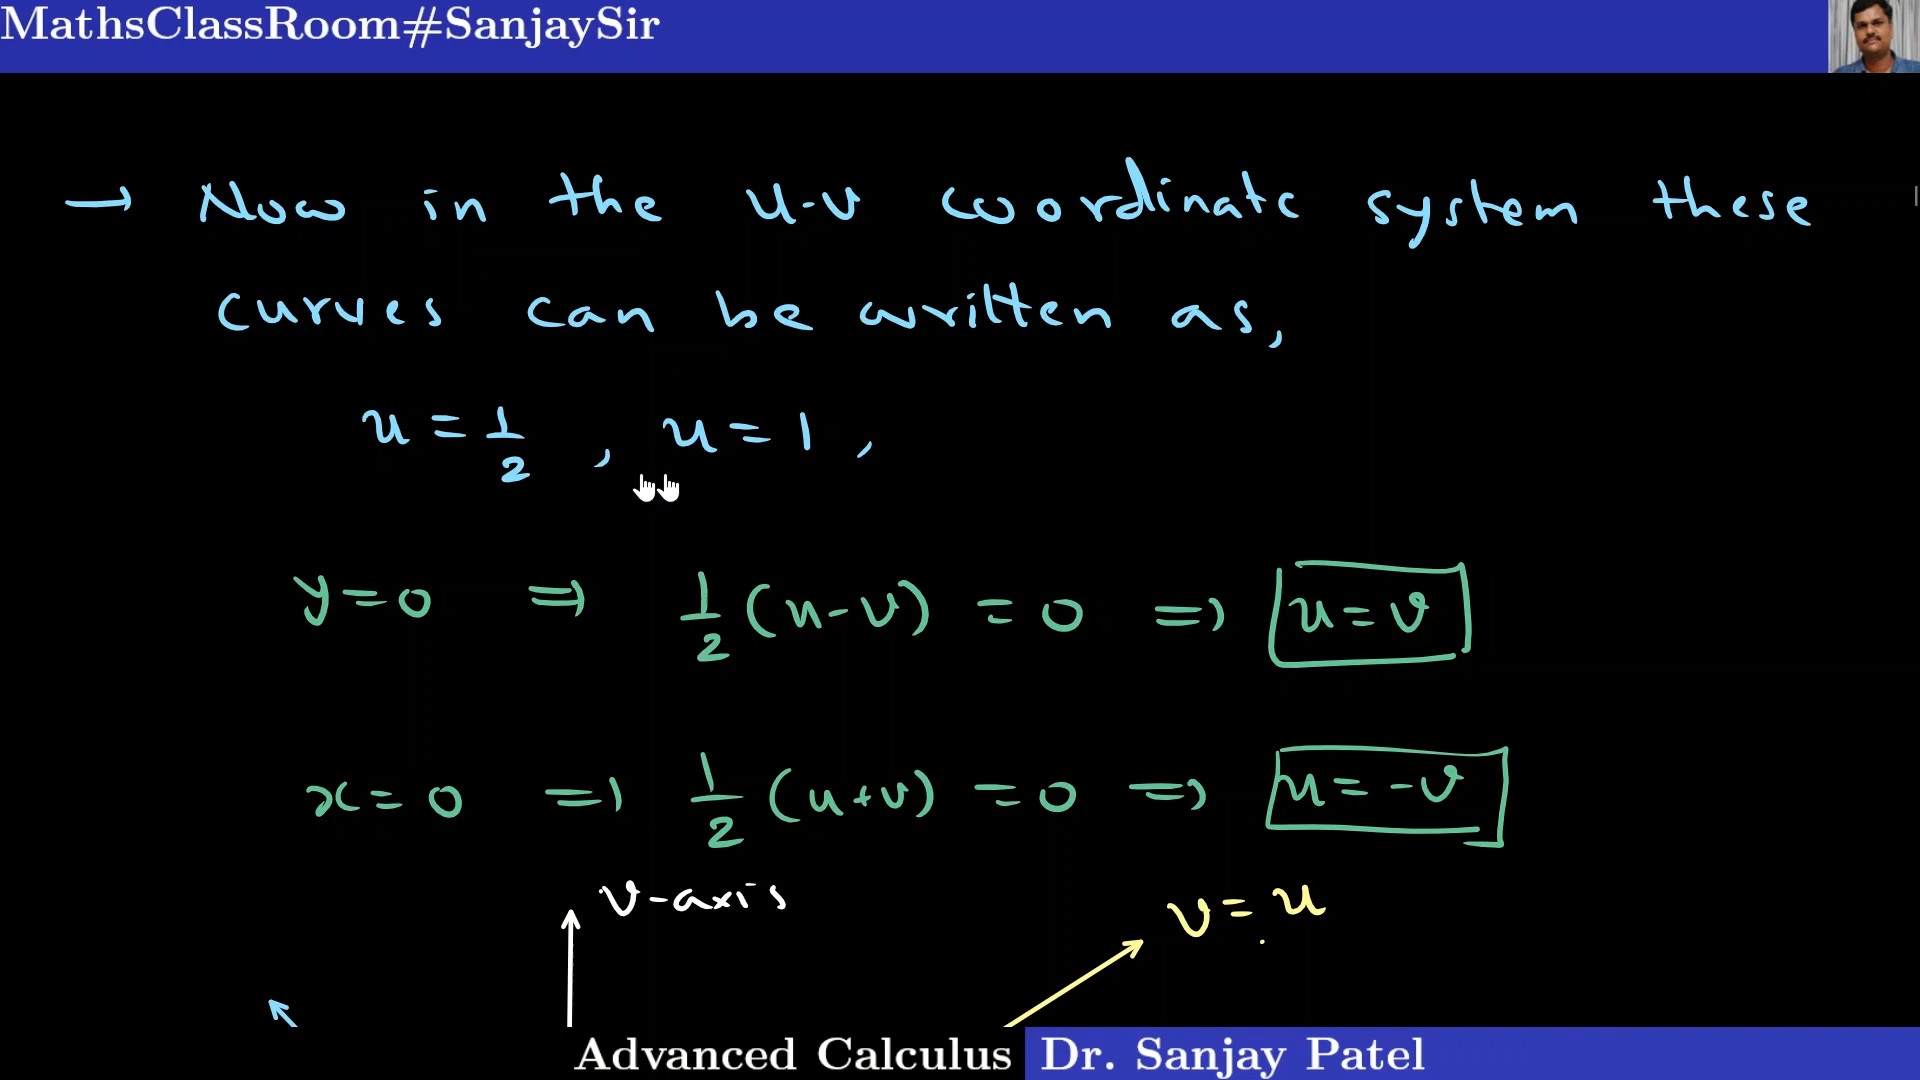 MathsClassRoom#SanjaySir
→ Now in the u-v coordinate system these
curves can be written as,
u = 1/2 , u = 1 ,
y = 0 ⇒ 1/2 (u - v) = 0 ⇒ u = v
x = 0 ⇒ 1/2 (u + v) = 0 ⇒ u = -v
v-axis
v = u
Advanced Calculus Dr. Sanjay Patel